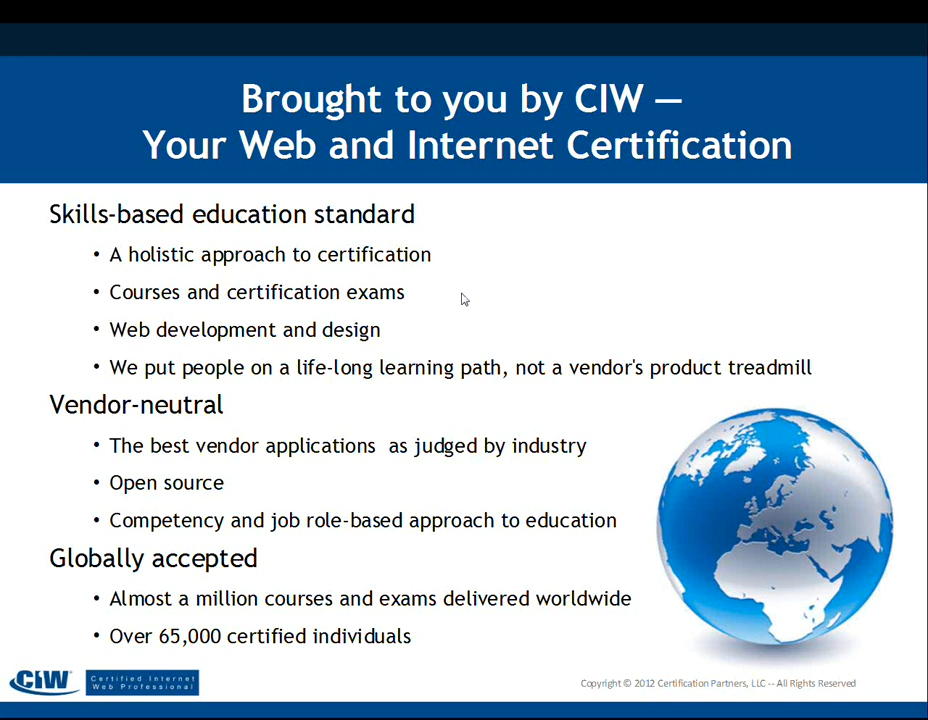 Brought to you by CIW —
Your Web and Internet Certification
Skills-based education standard
• A holistic approach to certification
• Courses and certification exams
• Web development and design
• We put people on a life-long learning path, not a vendor's product treadmill
Vendor-neutral
• The best vendor applications  as judged by industry
• Open source
• Competency and job role-based approach to education
Globally accepted
• Almost a million courses and exams delivered worldwide
• Over 65,000 certified individuals
CIW®
Certified Internet
Web Professional
Copyright © 2012 Certification Partners, LLC -- All Rights Reserved